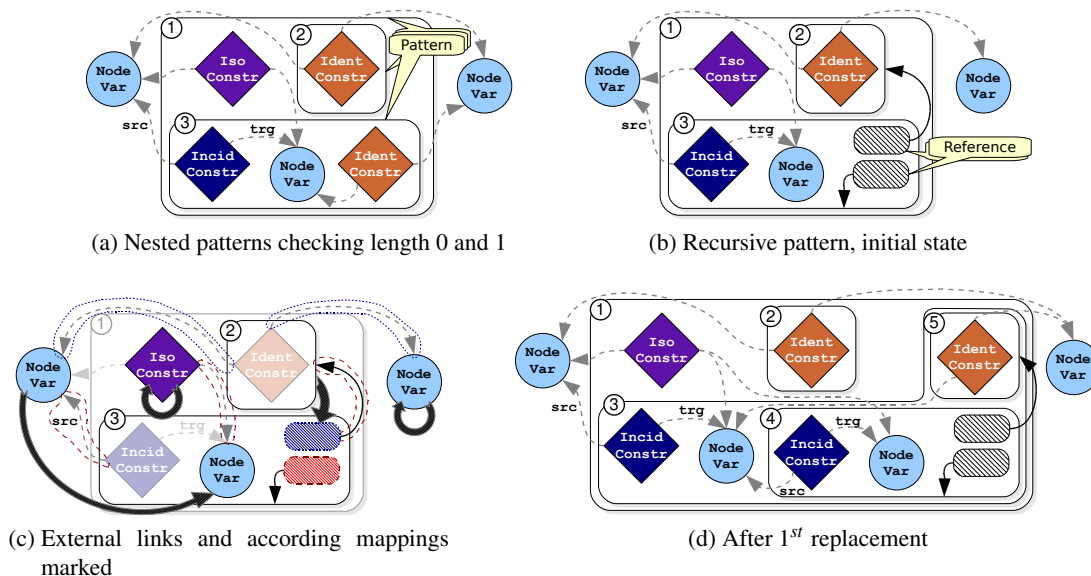 1
2
Pattern
Iso
Constr
Ident
Constr
Node
Var
Node
Var
src
3
trg
Incid
Constr
Node
Var
Ident
Constr
(a) Nested patterns checking length 0 and 1
1
2
Iso
Constr
Ident
Constr
Node
Var
Node
Var
src
3
trg
Incid
Constr
Node
Var
Reference
(b) Recursive pattern, initial state
1
2
Iso
Constr
Ident
Constr
Node
Var
Node
Var
src
3
trg
Incid
Constr
Node
Var
(c) External links and according mappings
marked
1
2
5
Node
Var
Iso
Constr
Ident
Constr
Ident
Constr
Node
Var
src
3
trg
4
trg
Incid
Constr
Node
Var
Incid
Constr
Node
Var
src
(d) After 1st replacement